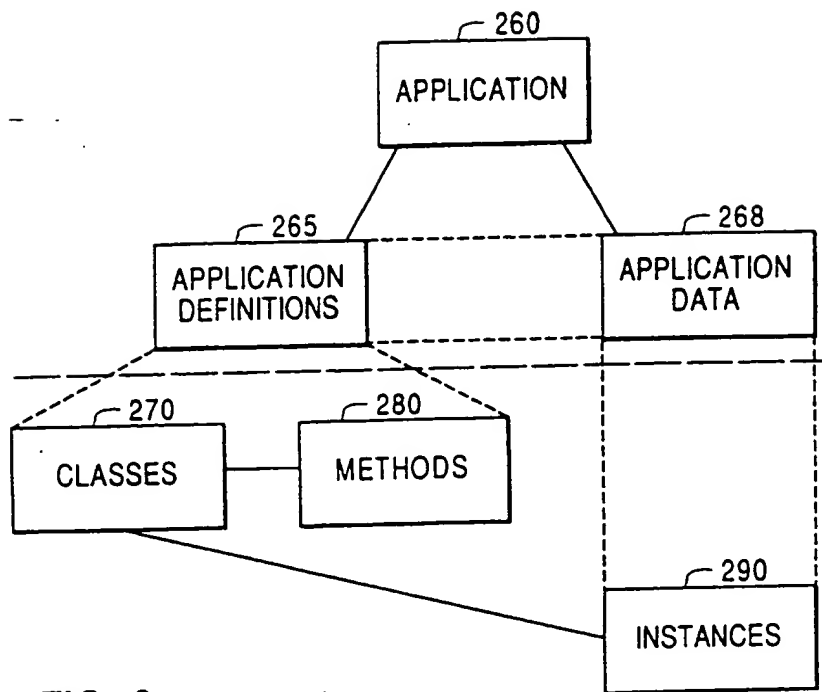 260
APPLICATION
265
APPLICATION
DEFINITIONS
268
APPLICATION
DATA
270
CLASSES
280
METHODS
290
INSTANCES